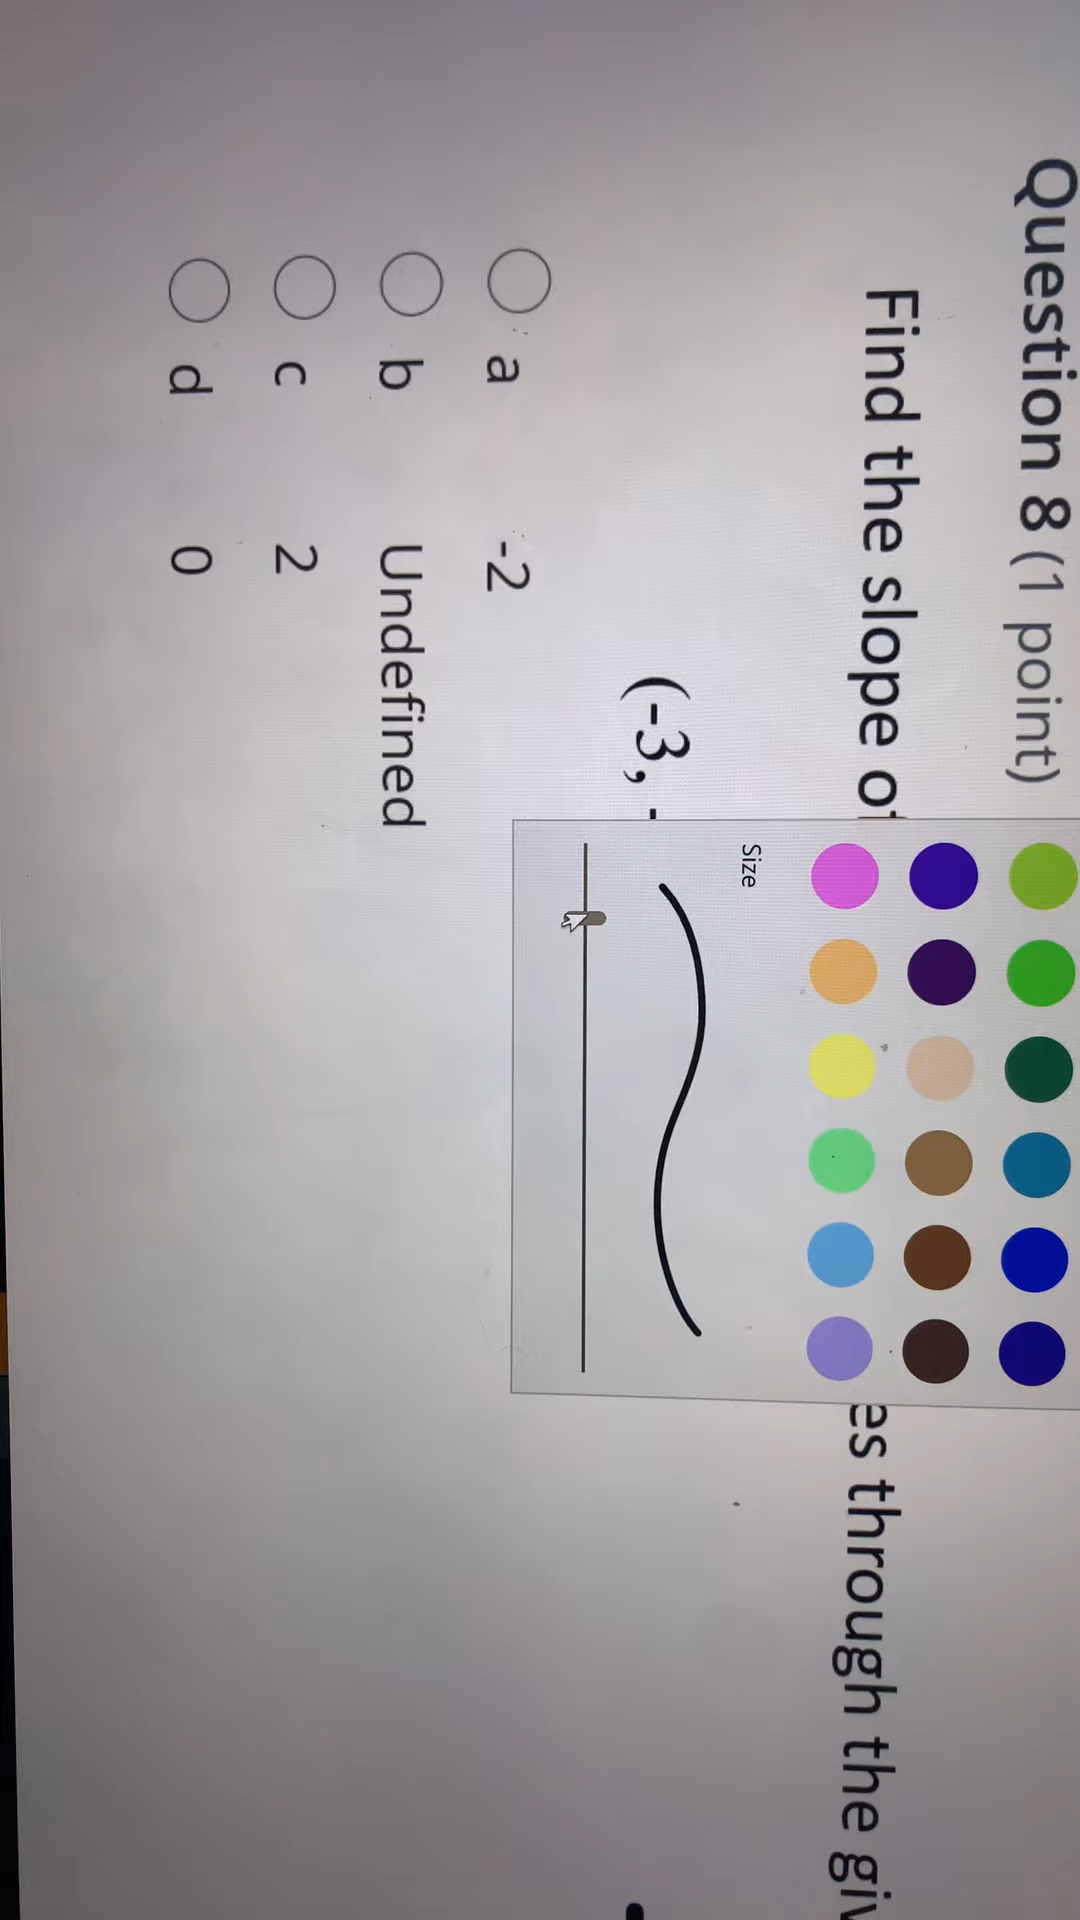 Question 8 (1 point)
Find the slope of es through the giv
(-3, -
Size
a -2
b Undefined
c 2
d 0